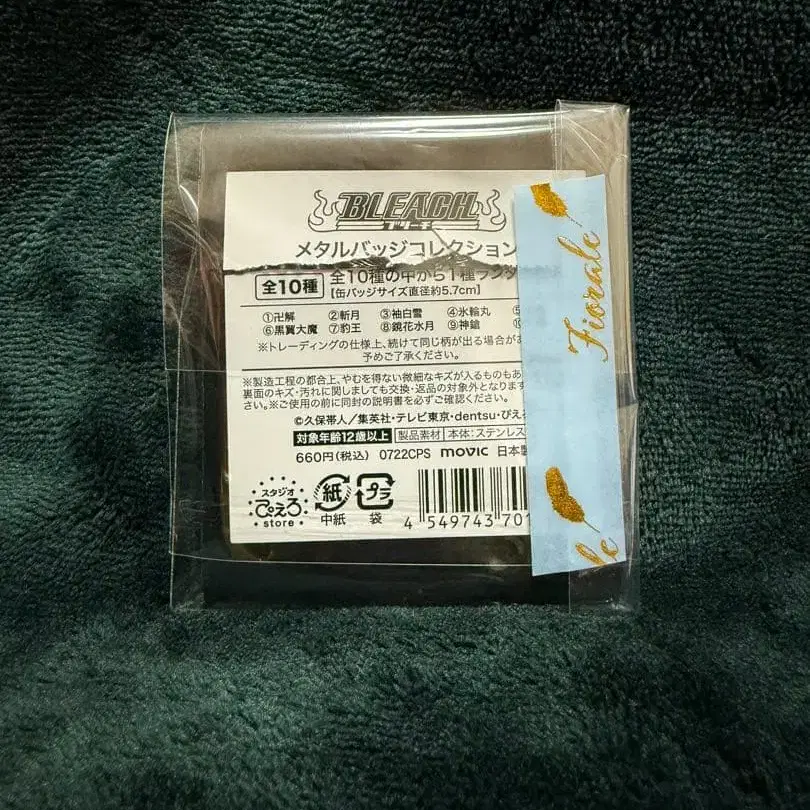 BLEACH
ブリーチ
メタルバッジコレクション
全10種
全10種の中から1種ランダ
【缶バッジサイズ直径約5.7cm】
①卍解 ②斬月 ③袖白雪 ④氷輪丸
⑥黒翼大魔 ⑦豹王 ⑧鏡花水月 ⑨神鎗
※トレーディングの仕様上、続けて同じ柄が出る場合が
予めご了承ください。
※製造工程の都合上、やむを得ない微細なキズが入るものもあ
裏面のキズ・汚れに関しましても交換・返品の対象外となります
さい。※ご使用の前に同封の説明書を必ずご確認ください。
©久保帯人/集英社・テレビ東京・dentsu・ぴえろ
対象年齢12歳以上 製品素材 本体:ステンレス
660円(税込) 0722CPS movic 日本製
スタジオ
ぴえろ
store
紙
中紙
プラ
袋
4 549743 70
Fiorale
le